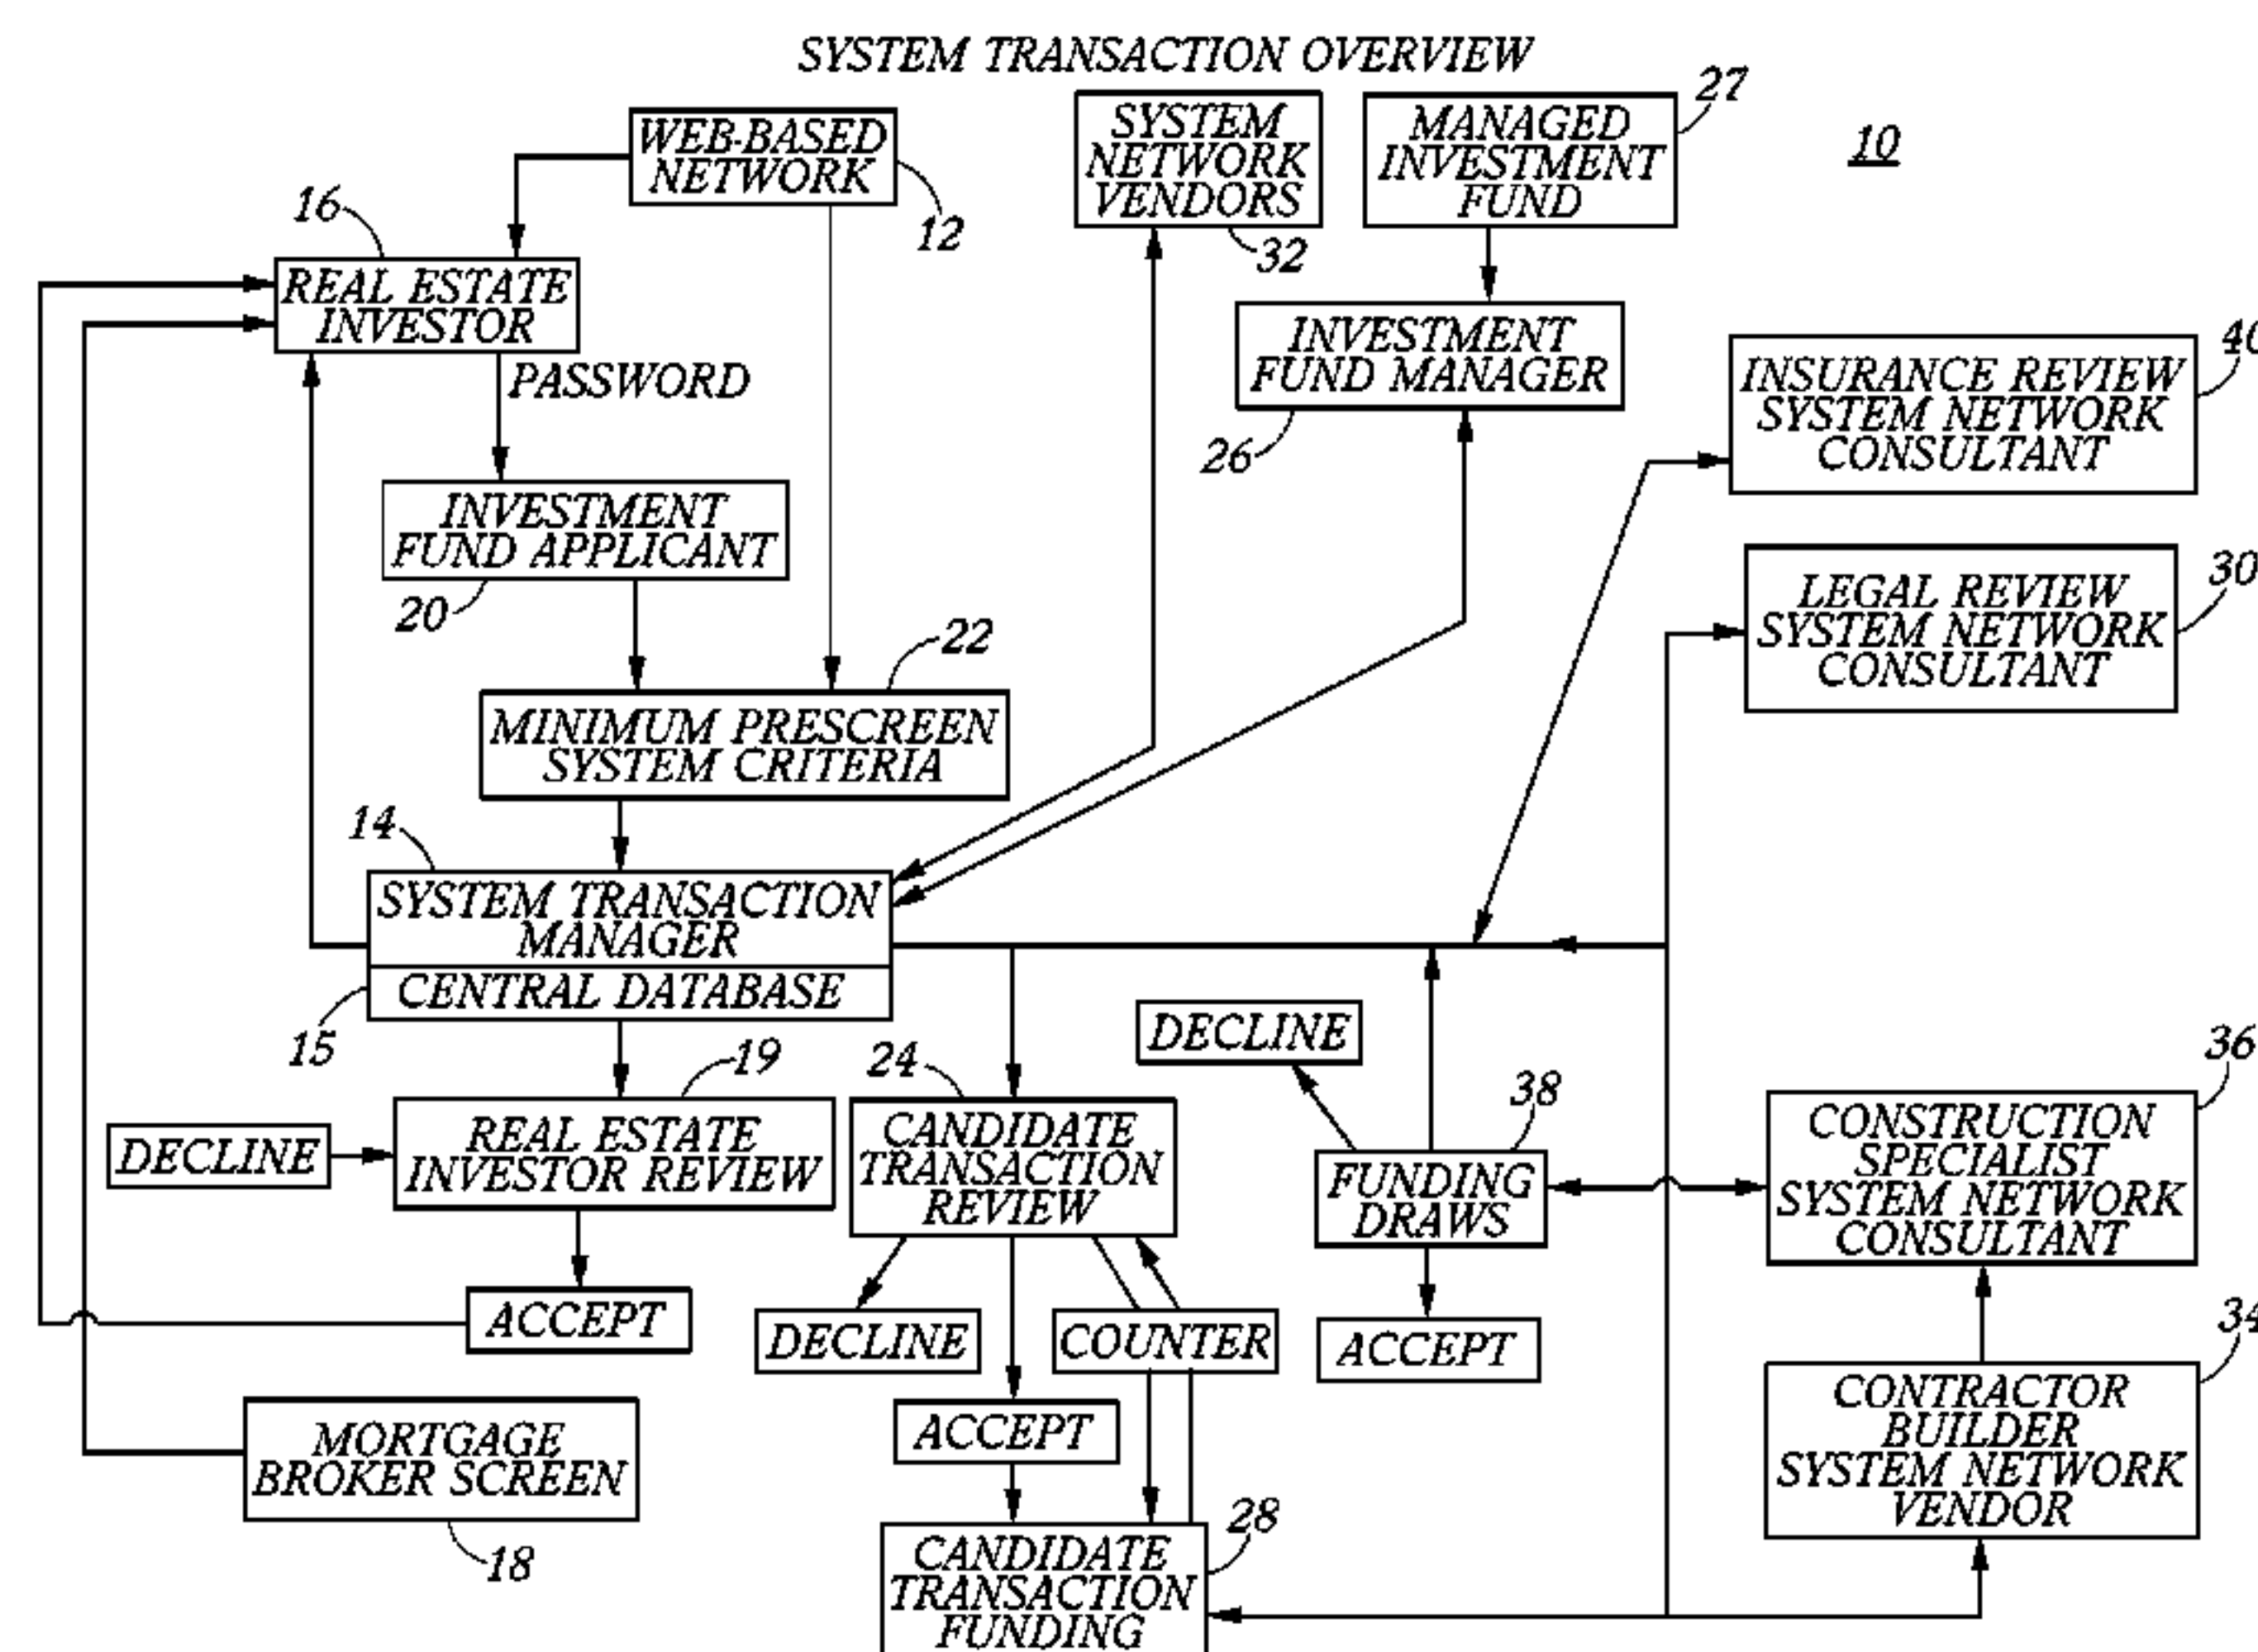 SYSTEM TRANSACTION OVERVIEW
WEB-BASED
NETWORK
12
SYSTEM
NETWORK
VENDORS
32
MANAGED
INVESTMENT
FUND
27
10
16
REAL ESTATE
INVESTOR
PASSWORD
INVESTMENT
FUND MANAGER
26
INSURANCE REVIEW
SYSTEM NETWORK
CONSULTANT
40
INVESTMENT
FUND APPLICANT
20
LEGAL REVIEW
SYSTEM NETWORK
CONSULTANT
30
22
MINIMUM PRESCREEN
SYSTEM CRITERIA
14
SYSTEM TRANSACTION
MANAGER
CENTRAL DATABASE
15
19
DECLINE
REAL ESTATE
INVESTOR REVIEW
ACCEPT
24
CANDIDATE
TRANSACTION
REVIEW
DECLINE
COUNTER
ACCEPT
DECLINE
38
FUNDING
DRAWS
ACCEPT
36
CONSTRUCTION
SPECIALIST
SYSTEM NETWORK
CONSULTANT
34
CONTRACTOR
BUILDER
SYSTEM NETWORK
VENDOR
MORTGAGE
BROKER SCREEN
18
28
CANDIDATE
TRANSACTION
FUNDING